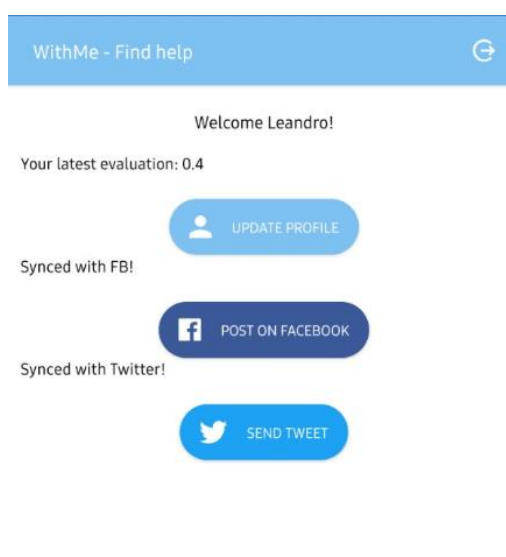 WithMe - Find help
Welcome Leandro!
Your latest evaluation: 0.4
UPDATE PROFILE
Synced with FB!
POST ON FACEBOOK
Synced with Twitter!
SEND TWEET